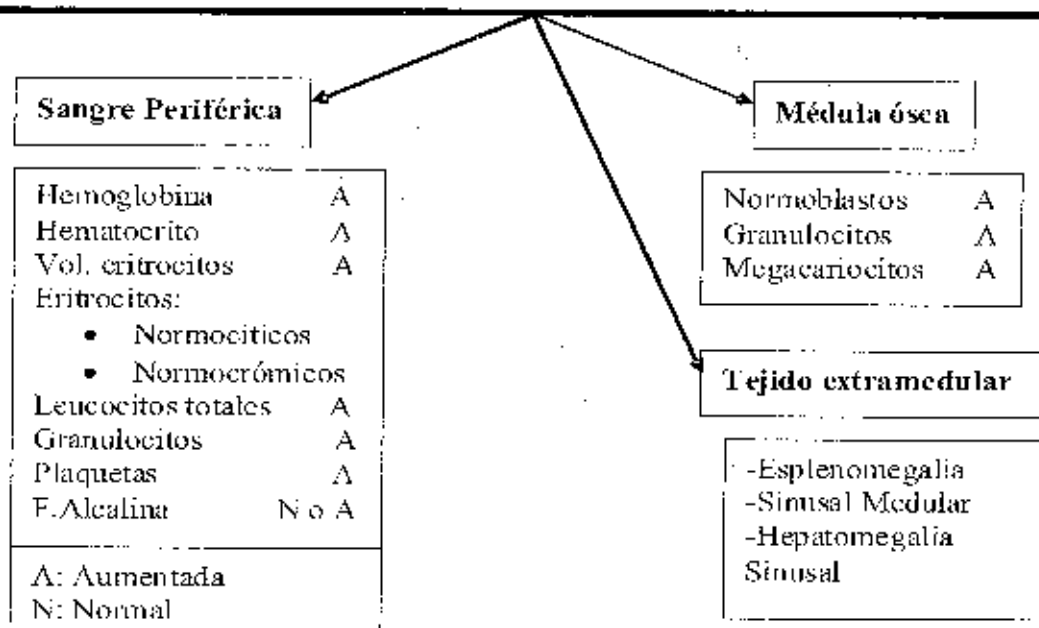 Sangre Periférica
Hemoglobina A
Hematocrito A
Vol. eritrocitos A
Eritrocitos:
• Normocíticos
• Normocrómicos
Leucocitos totales A
Granulocitos A
Plaquetas A
F.Alcalina N o A
A: Aumentada
N: Normal
Médula ósea
Normoblastos A
Granulocitos A
Megacariocitos A
Tejido extramedular
-Esplenomegalia
-Sinusal Medular
-Hepatomegalia
Sinusal